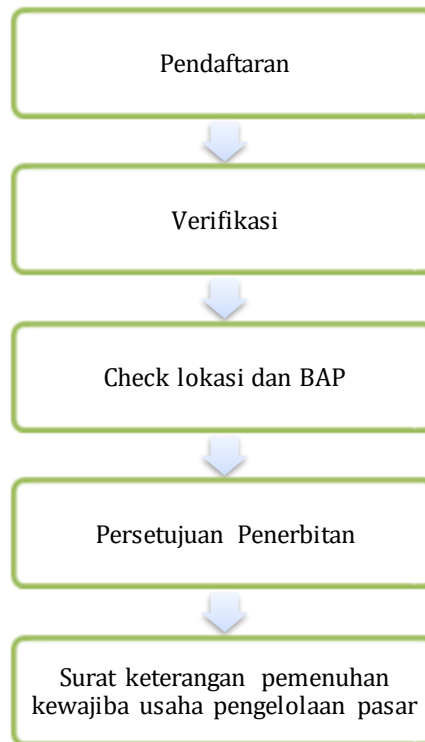 Pendaftaran
Verifikasi
Check lokasi dan BAP
Persetujuan Penerbitan
Surat keterangan pemenuhan
kewajiba usaha pengelolaan pasar